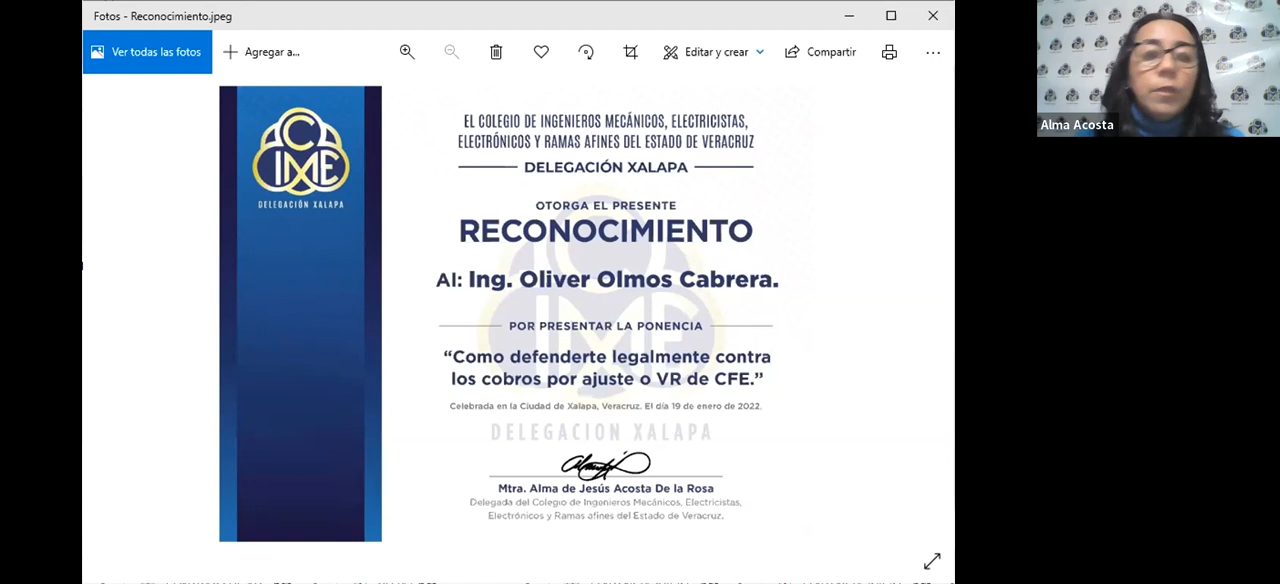 Fotos - Reconocimiento.jpeg
Ver todas las fotos
Agregar a...
Editar y crear
Compartir
Alma Acosta
CIME
DELEGACIÓN XALAPA
EL COLEGIO DE INGENIEROS MECÁNICOS, ELECTRICISTAS,
ELECTRÓNICOS Y RAMAS AFINES DEL ESTADO DE VERACRUZ
DELEGACIÓN XALAPA
OTORGA EL PRESENTE
RECONOCIMIENTO
Al: Ing. Oliver Olmos Cabrera.
POR PRESENTAR LA PONENCIA
“Como defenderte legalmente contra
los cobros por ajuste o VR de CFE.”
Celebrada en la Ciudad de Xalapa, Veracruz. El día 19 de enero de 2022.
DELEGACION XALAPA
Mtra. Alma de Jesús Acosta De la Rosa
Delegada del Colegio de Ingenieros Mecánicos, Electricistas,
Electrónicos y Ramas afines del Estado de Veracruz.